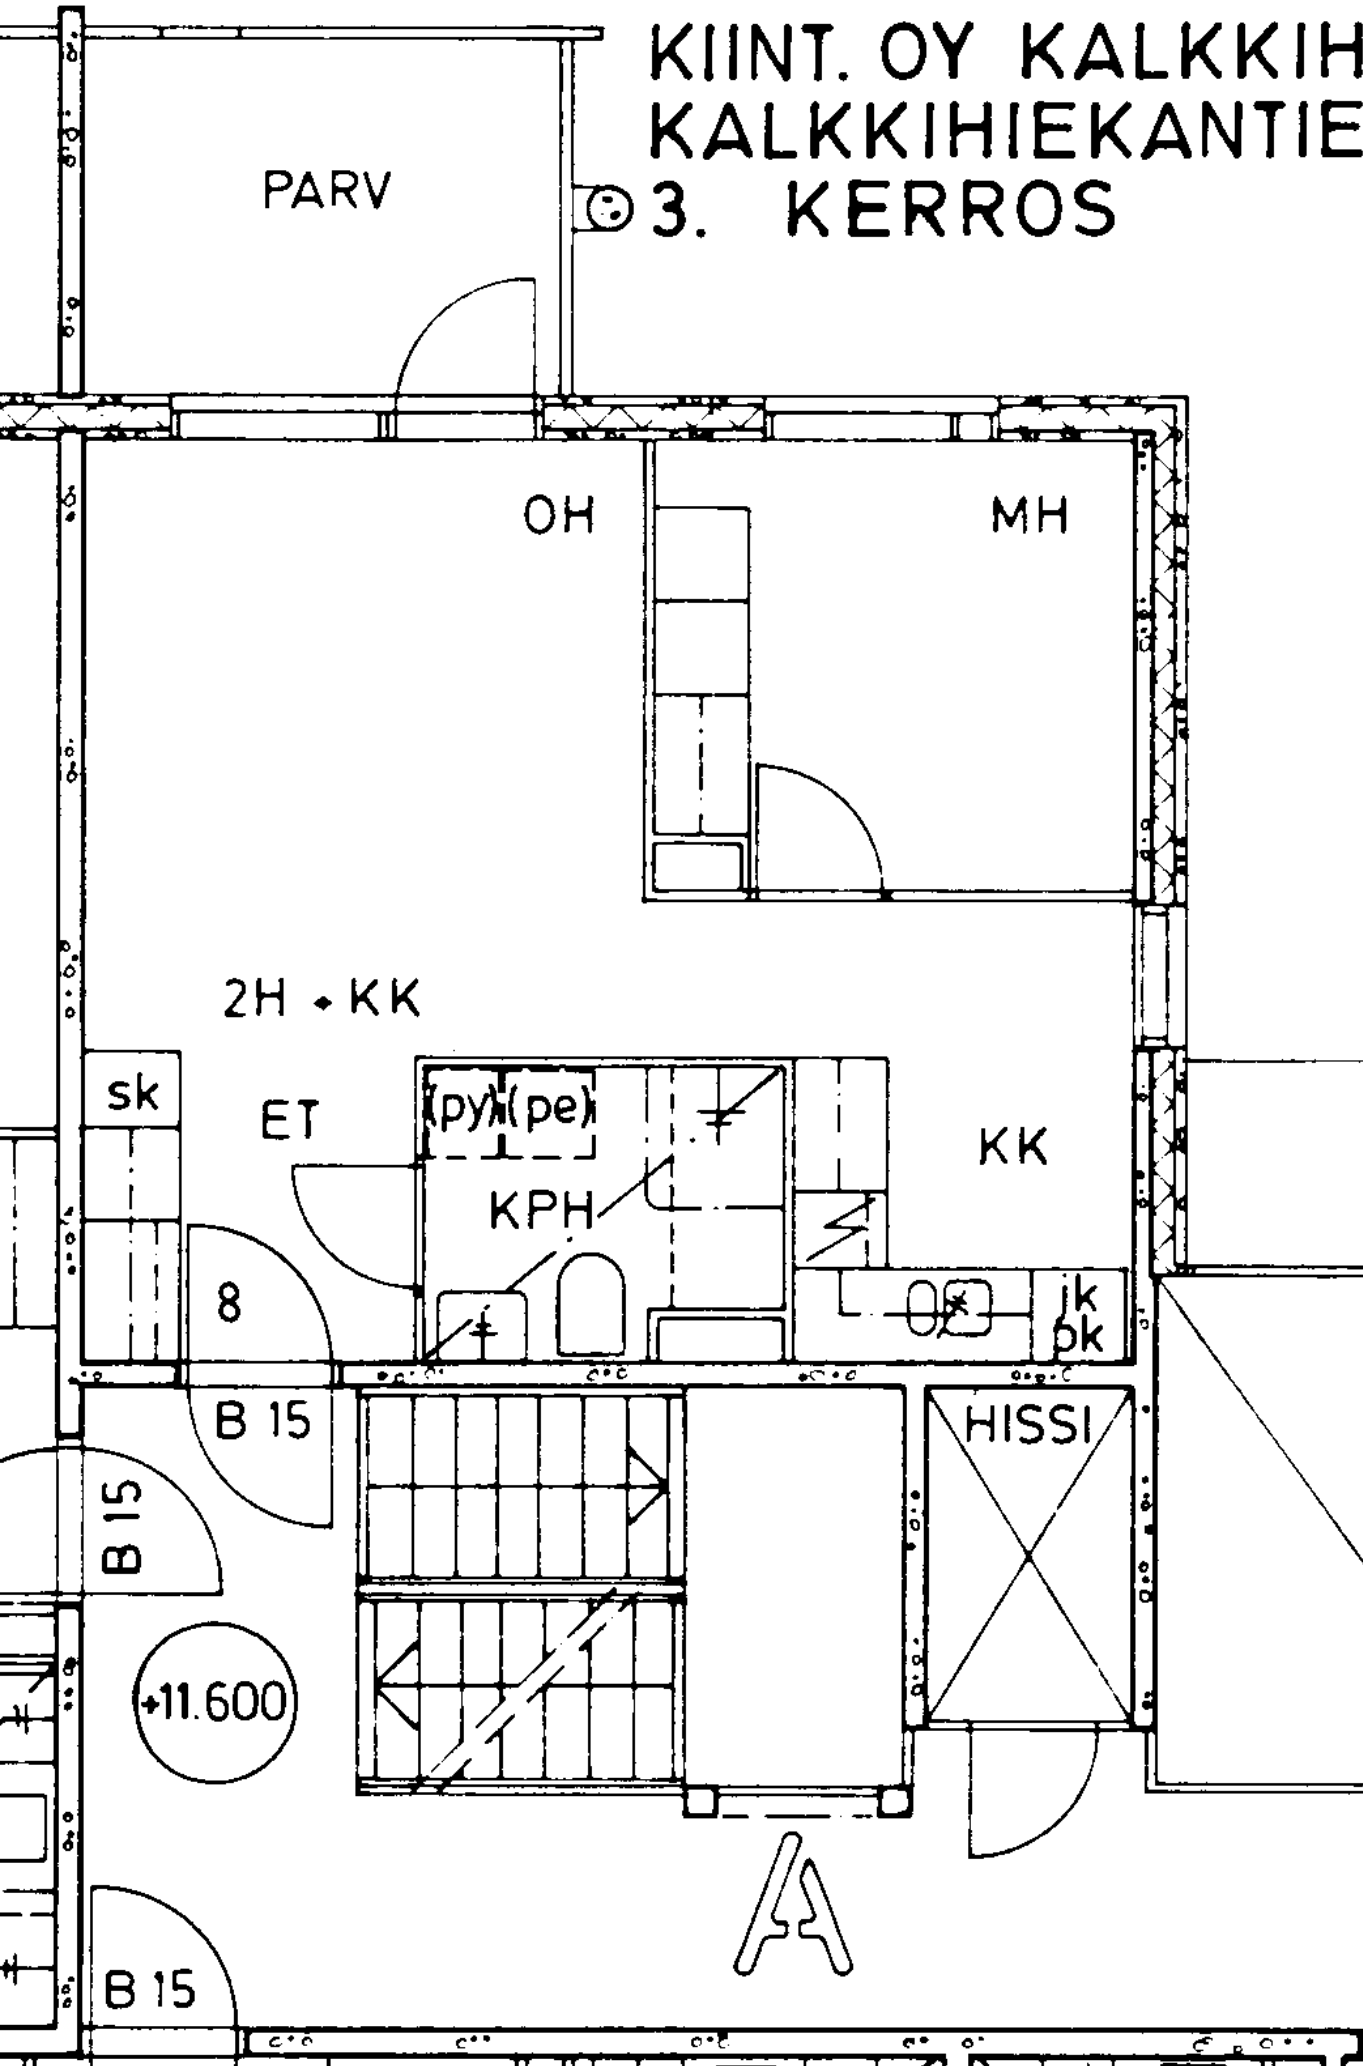 KIINT. OY KALKKIH
KALKKIHIEKANTIE
3. KERROS
PARV
OH
MH
2H + KK
sk
ET
(py)
(pe)
KK
KPH
8
jk
pk
B 15
HISSI
B 15
+11.600
A
B 15